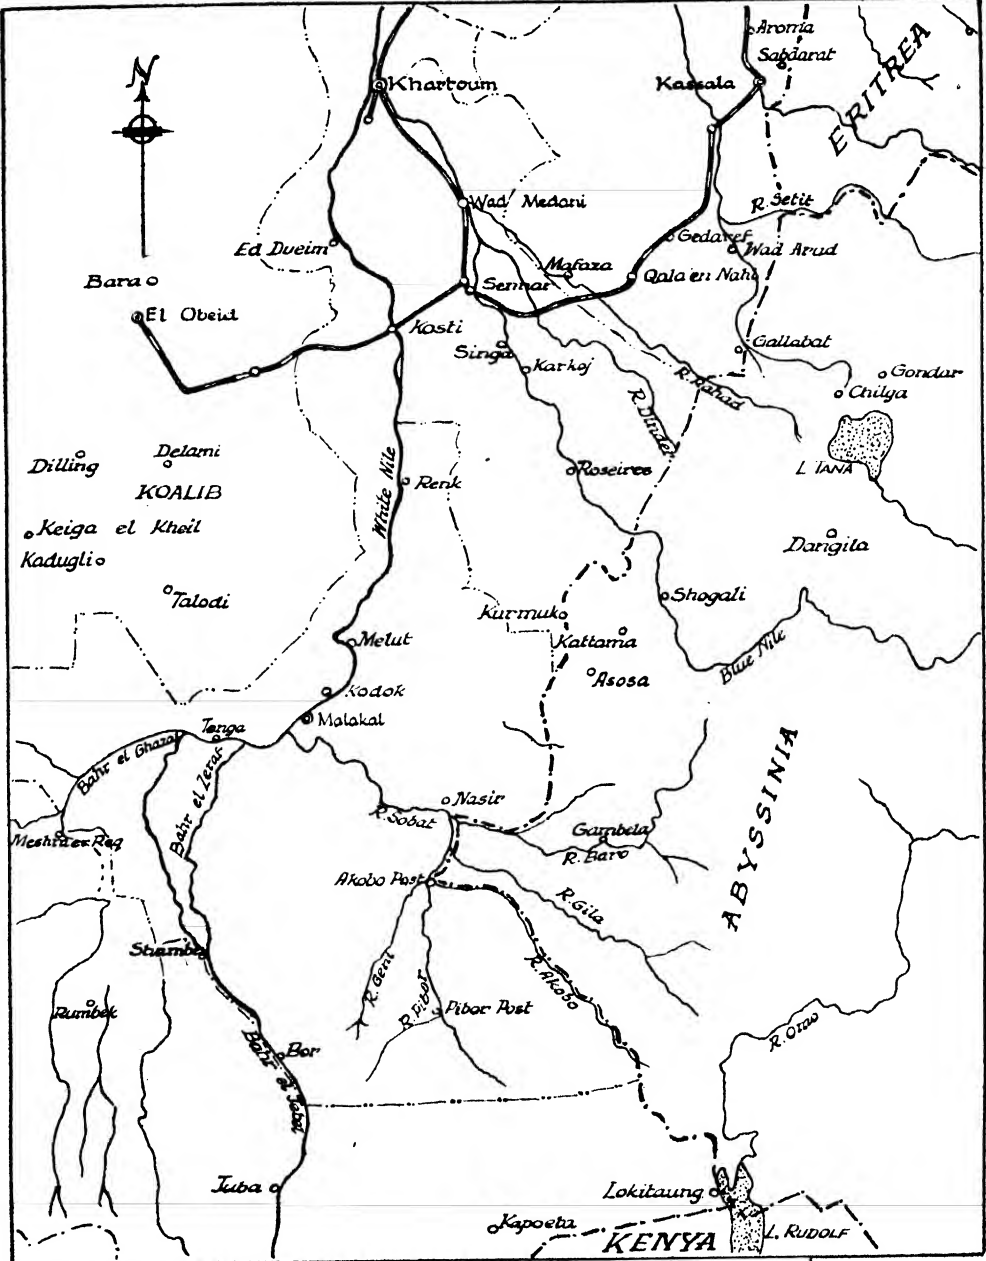 Aroma
Sabdarat
N
Khartoum
Kassala
ERITREA
Wad Medani
R. Setit
Ed Dueim
Gedaref
Wad Arud
Mafaza
Bara
Sennar
Qala'en Nahl
El Obeid
Kosti
Gallabat
Singa
Karkoj
Gondar
R. Rahad
Chilga
R. Dinder
Dilling
Delami
L. TANA
KOALIB
White Nile
Renk
Roseires
Keiga el Kheil
Dangila
Kadugli
Talodi
Shogali
Kurmuk
Melut
Kattama
Blue Nile
Asosa
Kodok
Malakal
Tonga
Bahr el Ghazal
Bahr el Zeraf
ABYSSINIA
Nasir
R. Sobat
Gambela
Meshra er Req
R. Baro
Akobo Post
R. Gila
Shambe
R. Geni
R. Akobo
R. Pibor
Pibor Post
Rumbek
R. Omo
Bor
Bahr el Jebel
Juba
Lokitaung
Kapoeta
KENYA
L. RUDOLF